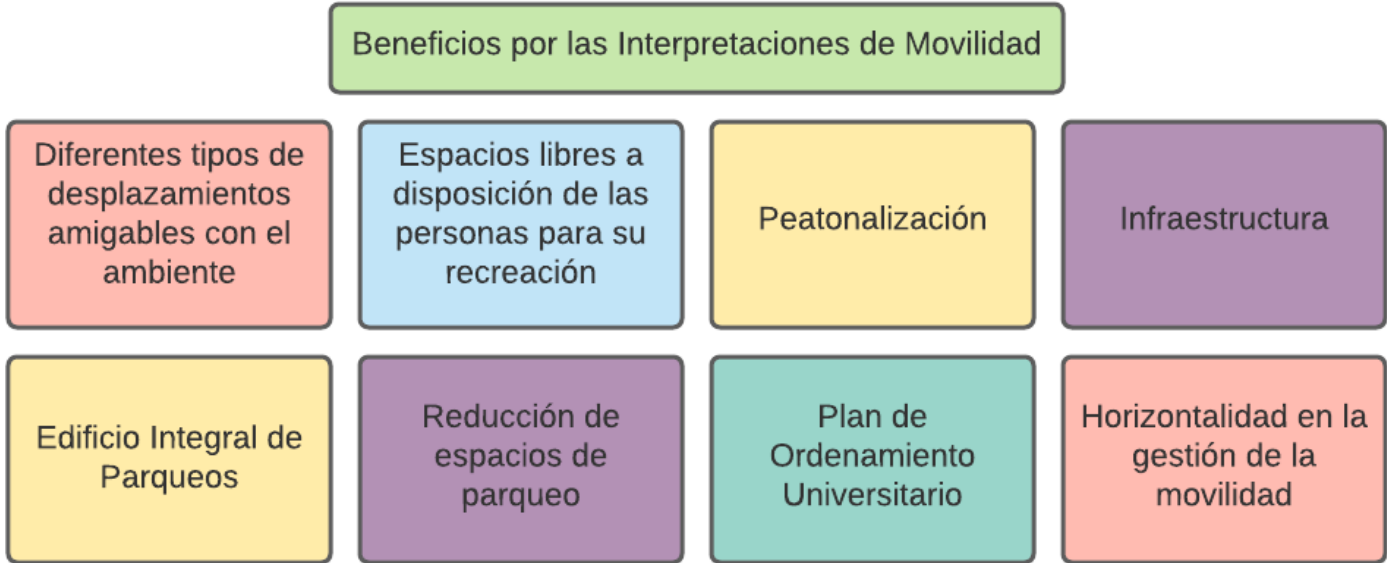 Beneficios por las Interpretaciones de Movilidad
Diferentes tipos de
desplazamientos
amigables con el
ambiente
Espacios libres a
disposición de las
personas para su
recreación
Peatonalización
Infraestructura
Edificio Integral de
Parqueos
Reducción de
espacios de
parqueo
Plan de
Ordenamiento
Universitario
Horizontalidad en la
gestión de la
movilidad